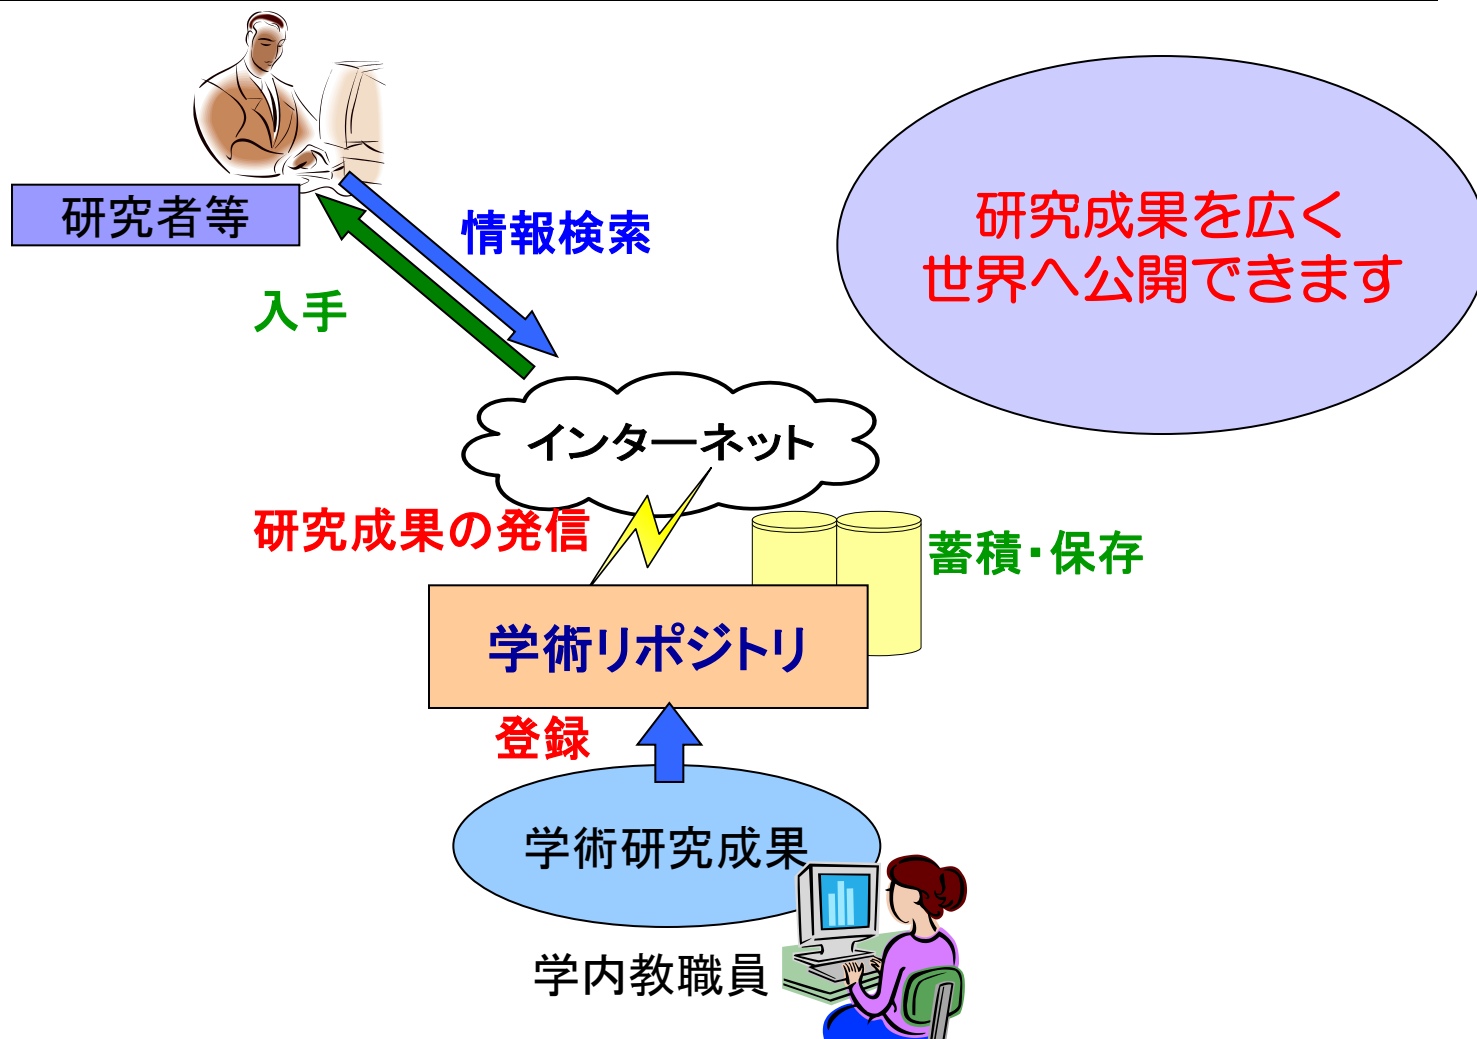 研究者等
情報検索
入手
研究成果を広く
世界へ公開できます
インターネット
研究成果の発信
蓄積・保存
学術リポジトリ
登録
学術研究成果
学内教職員